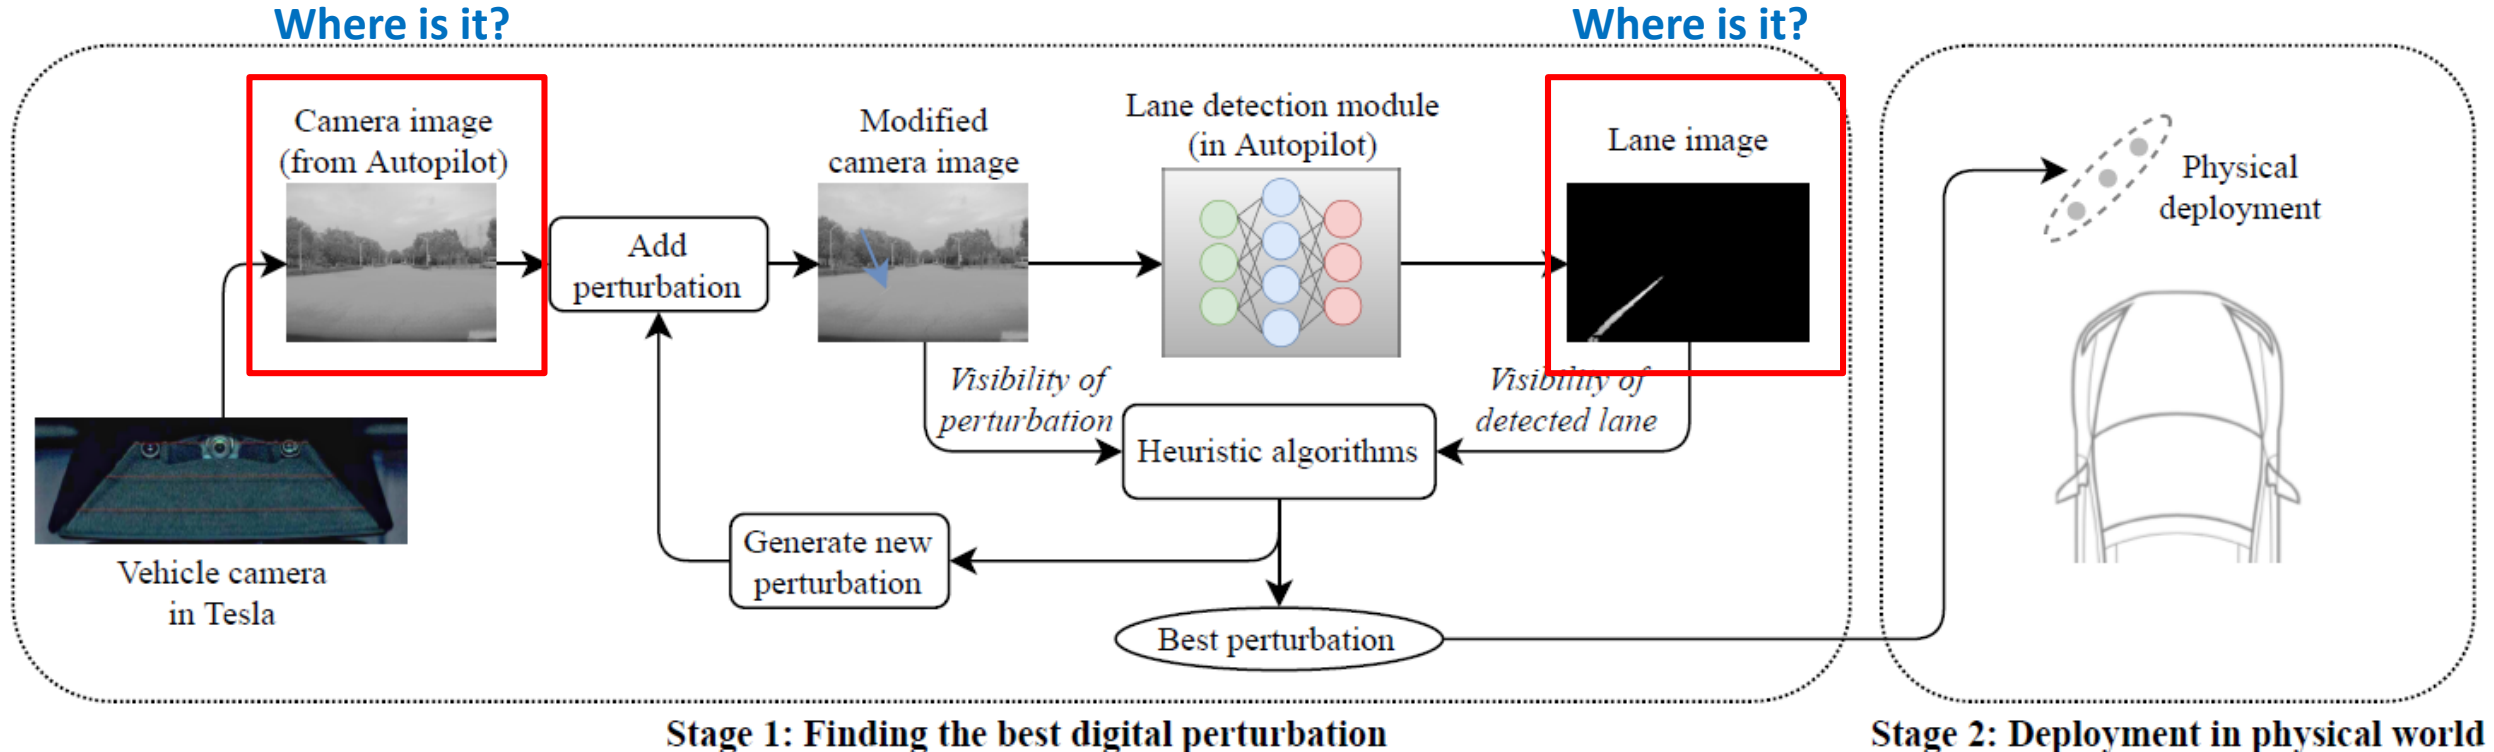 Where is it?
Where is it?
Camera image
(from Autopilot)
Add
perturbation
Modified
camera image
Lane detection module
(in Autopilot)
Lane image
Physical
deployment
Visibility of
perturbation
Visibility of
detected lane
Heuristic algorithms
Generate new
perturbation
Vehicle camera
in Tesla
Best perturbation
Stage 1: Finding the best digital perturbation
Stage 2: Deployment in physical world